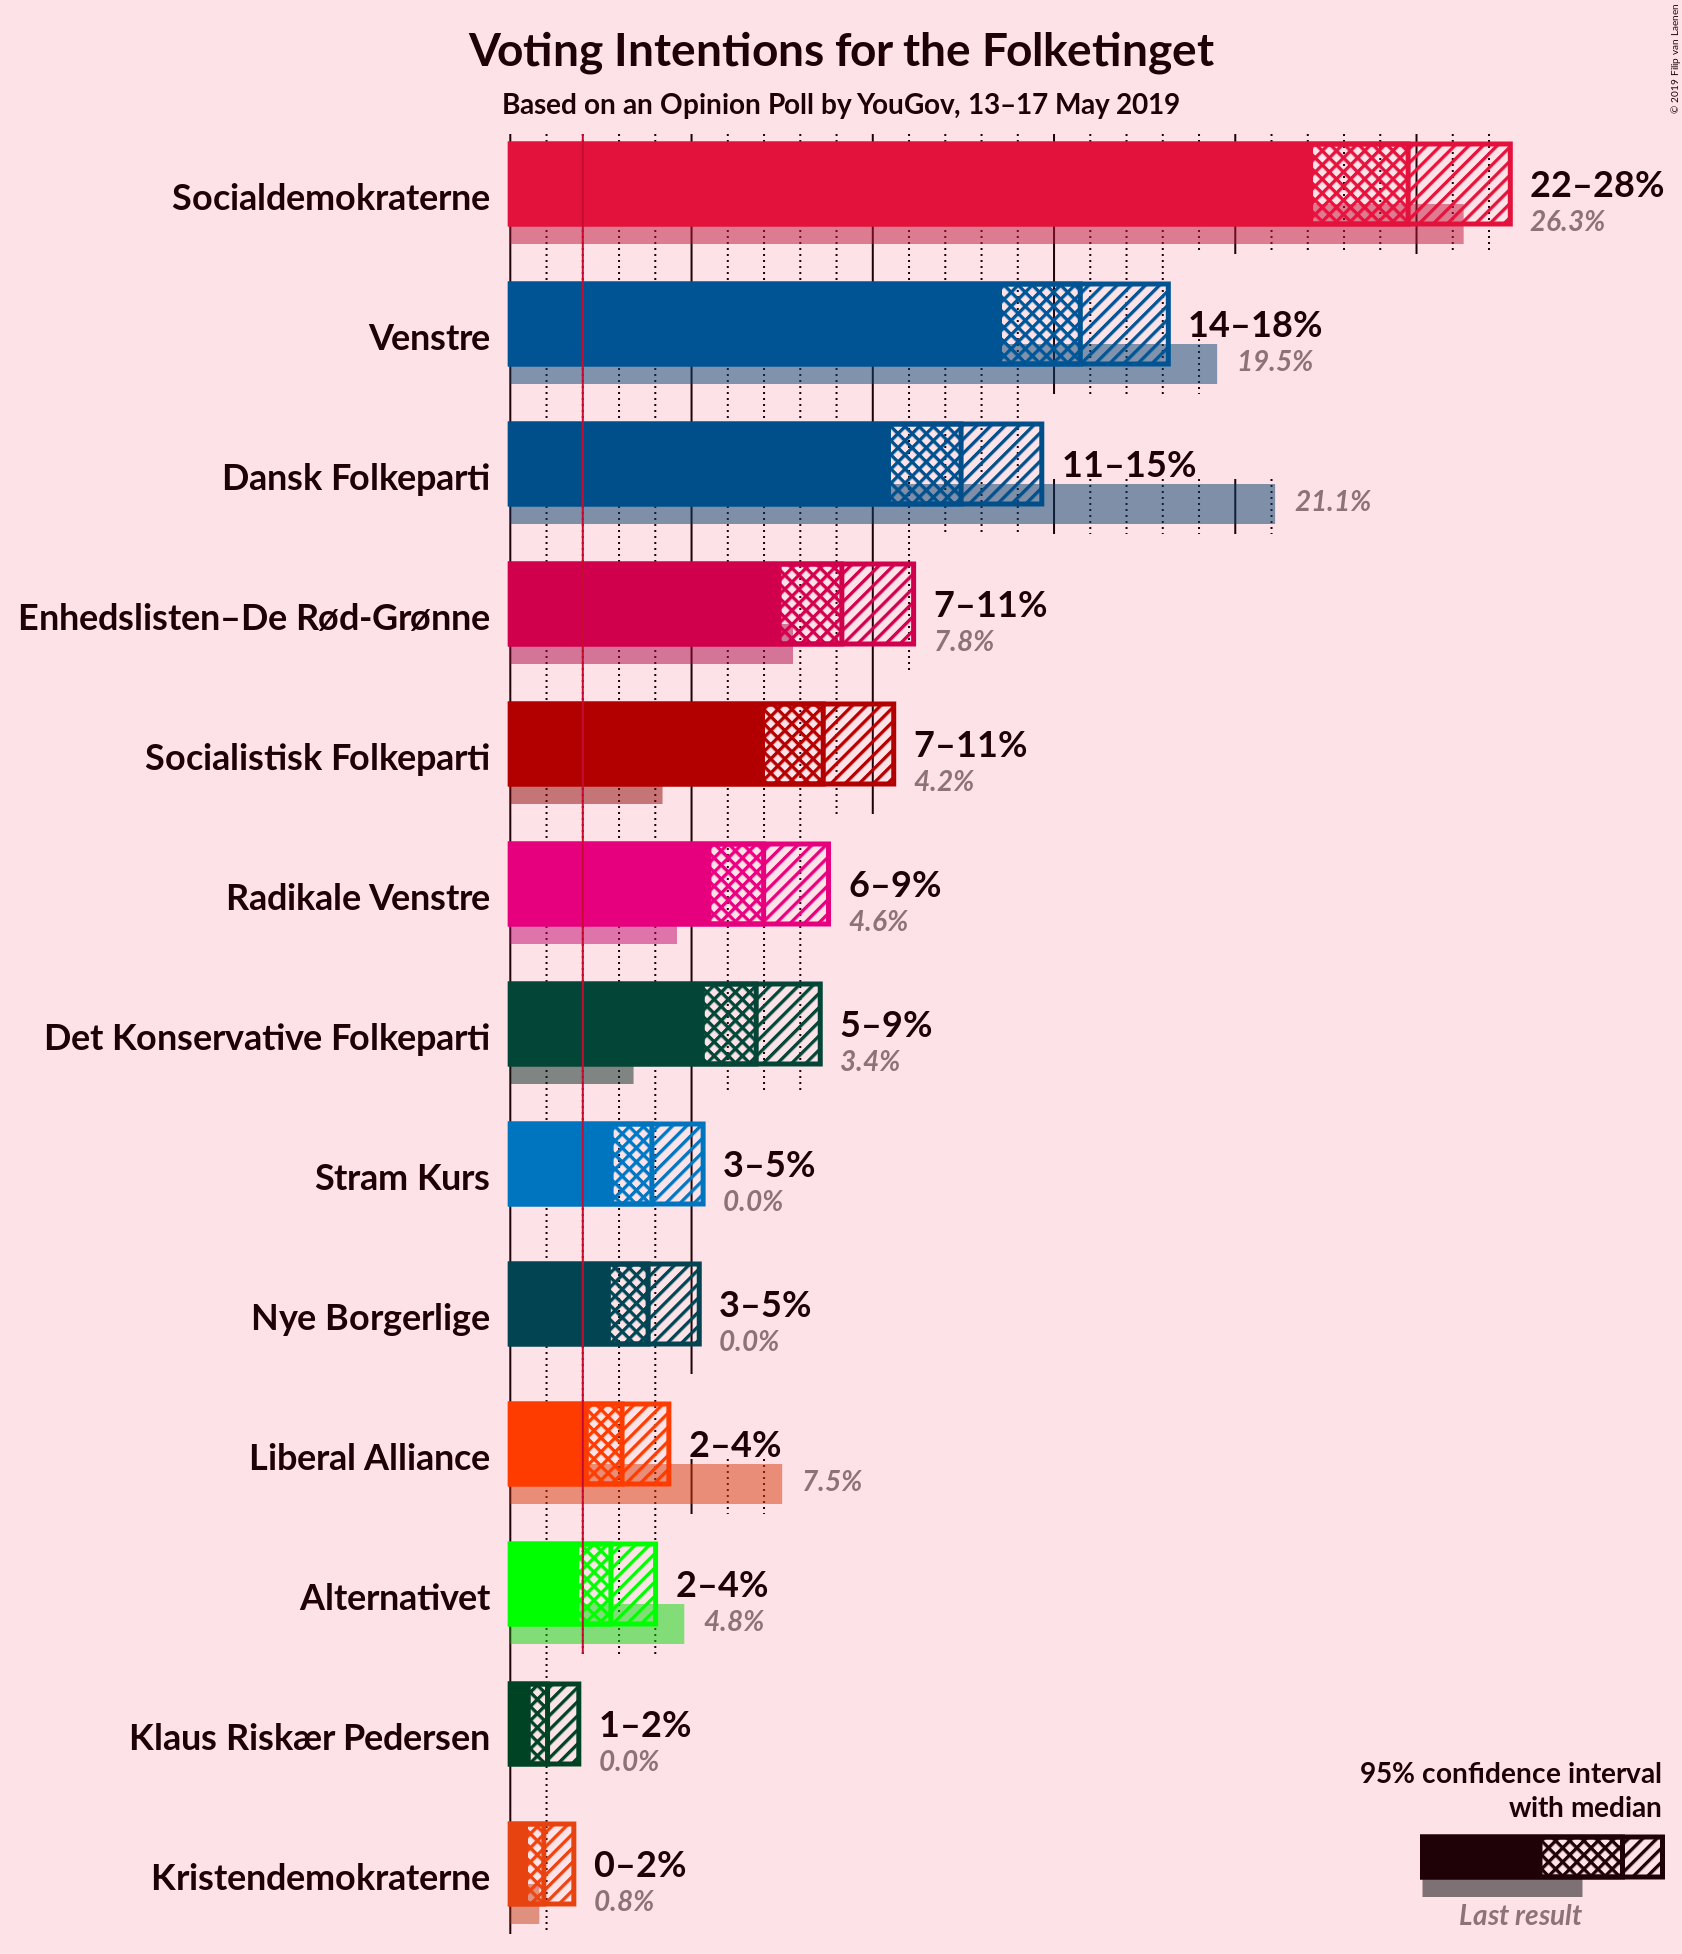 Voting Intentions for the Folketinget
Based on an Opinion Poll by YouGov, 13–17 May 2019
© 2019 Filip van Laenen
Socialdemokraterne
22–28%
26.3%
Venstre
14–18%
19.5%
Dansk Folkeparti
11–15%
21.1%
Enhedslisten–De Rød-Grønne
7–11%
7.8%
Socialistisk Folkeparti
7–11%
4.2%
Radikale Venstre
6–9%
4.6%
Det Konservative Folkeparti
5–9%
3.4%
Stram Kurs
3–5%
0.0%
Nye Borgerlige
3–5%
0.0%
Liberal Alliance
2–4%
7.5%
Alternativet
2–4%
4.8%
Klaus Riskær Pedersen
1–2%
0.0%
Kristendemokraterne
0–2%
0.8%
95% confidence interval
with median
Last result